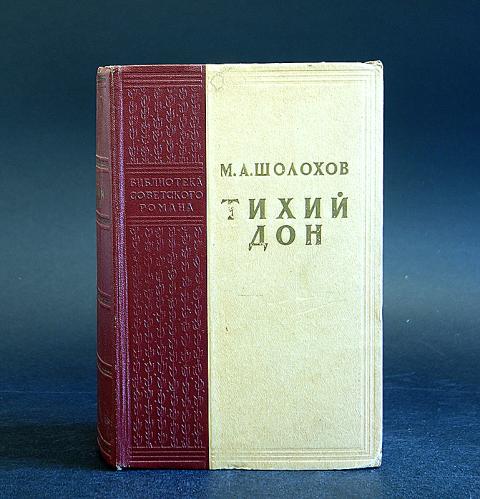 БИБЛИОТЕКА
СОВЕТСКОГО
РОМАНА
М.А.ШОЛОХОВ
ТИХИЙ
ДОН